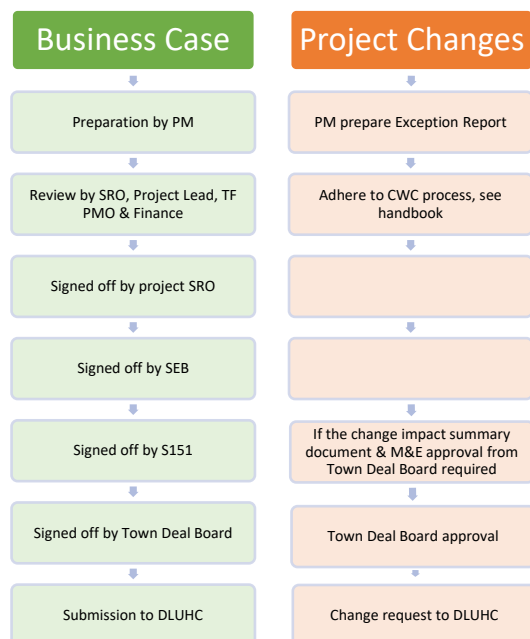 Business Case
Preparation by PM
Review by SRO, Project Lead, TF
PMO & Finance
Signed off by project SRO
Signed off by SEB
Signed off by S151
Signed off by Town Deal Board
Submission to DLUHC
Project Changes
PM prepare Exception Report
Adhere to CWC process, see
handbook
If the change impact summary
document & M&E approval from
Town Deal Board required
Town Deal Board approval
Change request to DLUHC